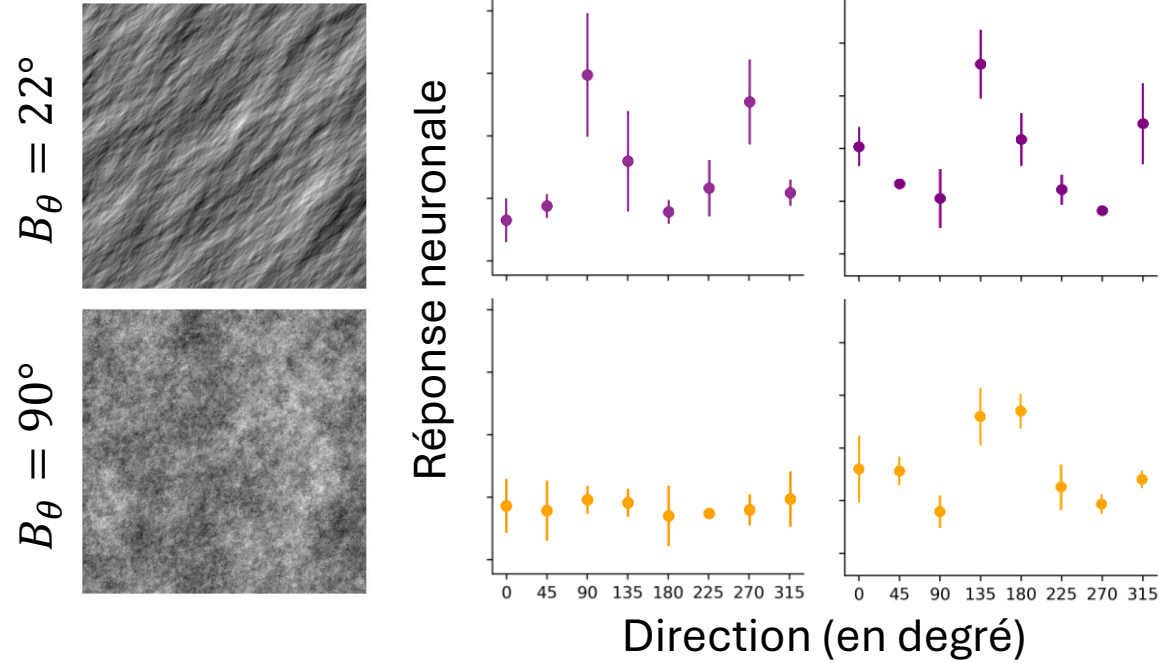 B_θ = 22°
B_θ = 90°
Réponse neuronale
0 45 90 135 180 225 270 315
0 45 90 135 180 225 270 315
Direction (en degré)